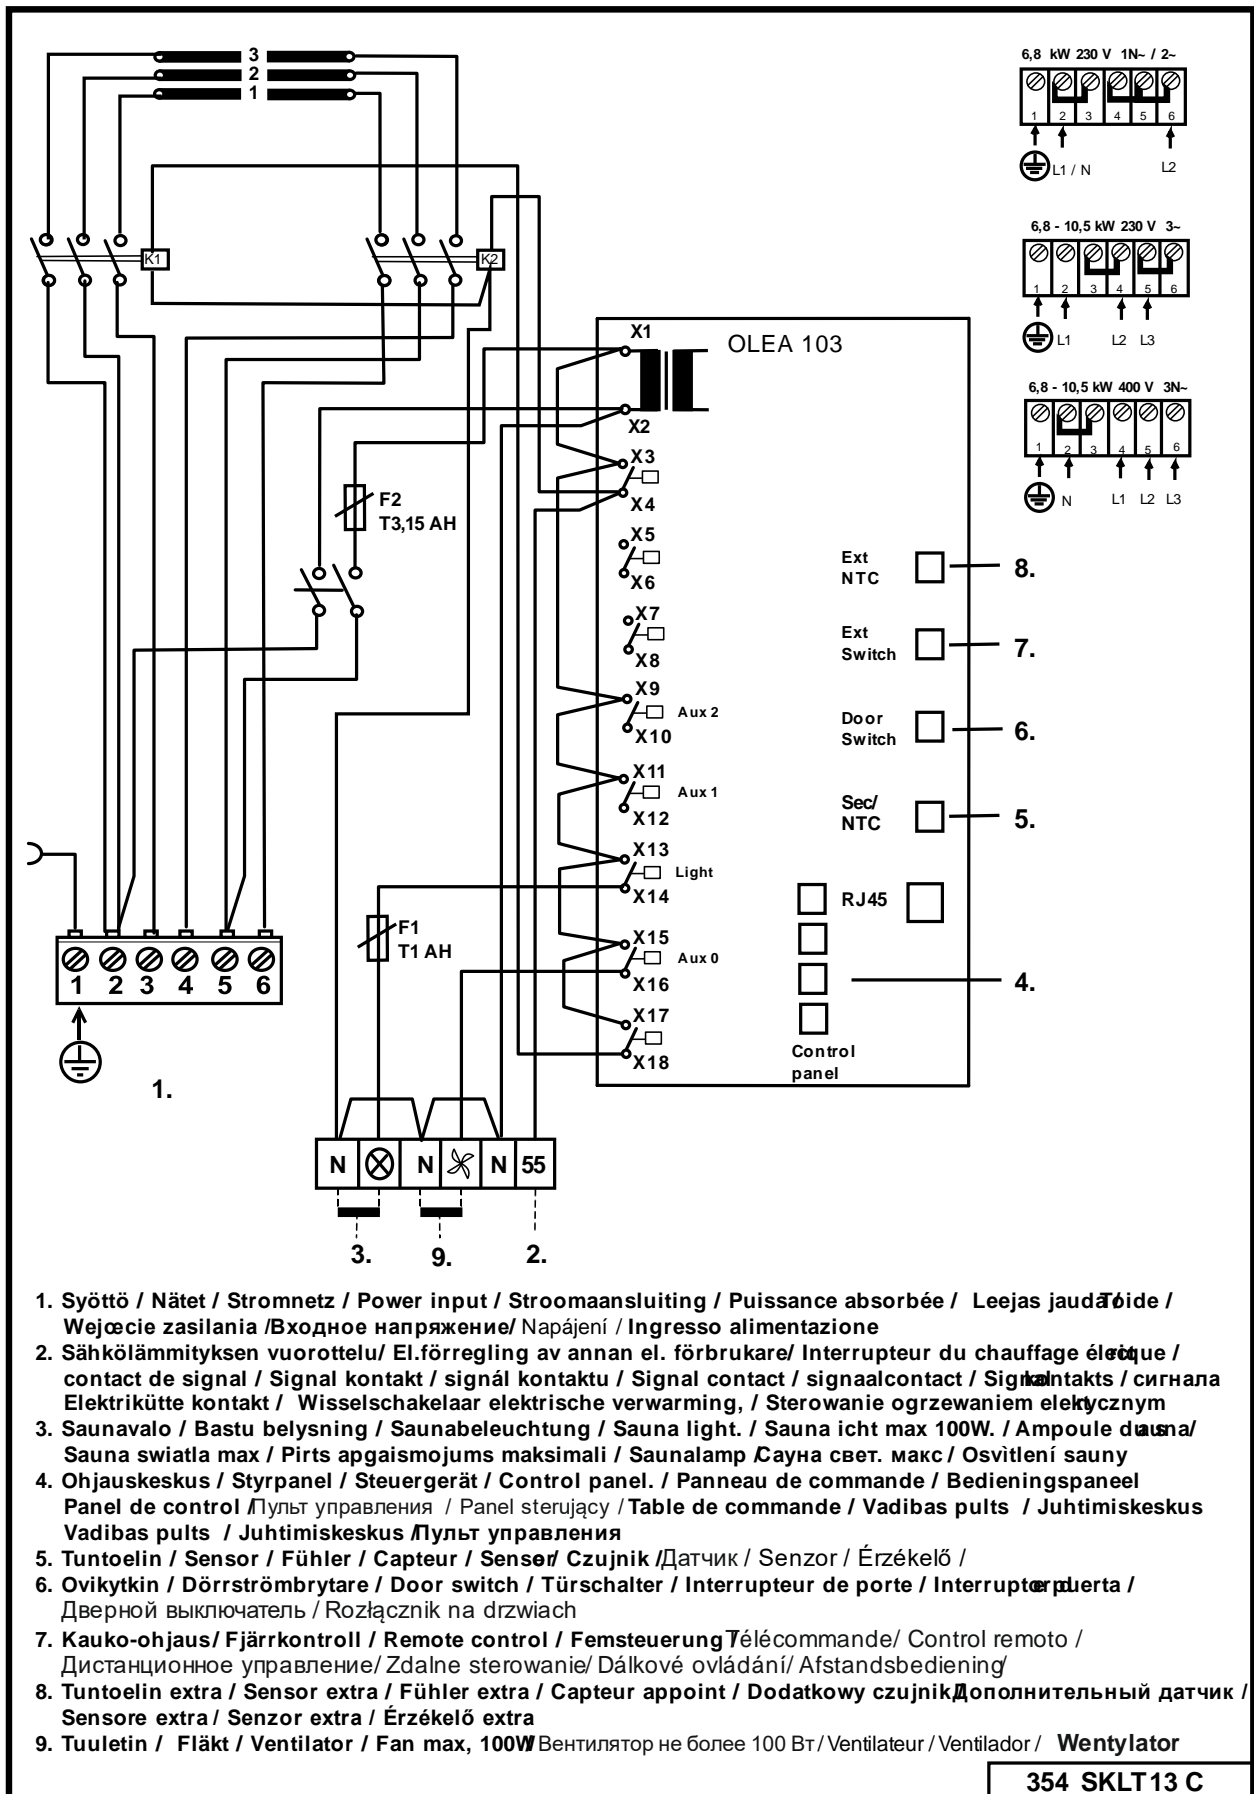 3
2
1
K1
K2
6,8 kW 230 V 1N~ / 2~
1 2 3 4 5 6
L1 / N L2
6,8 - 10,5 kW 230 V 3~
1 2 3 4 5 6
L1 L2 L3
6,8 - 10,5 kW 400 V 3N~
1 2 3 4 5 6
N L1 L2 L3
OLEA 103
X1
X2
X3
X4
X5
X6
X7
X8
X9
Aux 2
X10
X11
Aux 1
X12
X13
Light
X14
X15
Aux 0
X16
X17
X18
F2
T3,15 AH
F1
T1 AH
Ext
NTC
8.
Ext
Switch
7.
Door
Switch
6.
Sec/
NTC
5.
RJ45
4.
Control
panel
1 2 3 4 5 6
1.
N N N 55
3. 9. 2.
1. Syöttö / Nätet / Stromnetz / Power input / Stroomaansluiting / Puissance absorbée / Leejas jauda / Toide /
Wejœcie zasilania /Входное напряжение/ Napájení / Ingresso alimentazione
2. Sähkölämmityksen vuorottelu/ El.förregling av annan el. förbrukare/ Interrupteur du chauffage électrique /
contact de signal / Signal kontakt / signál kontaktu / Signal contact / signaalcontact / Signal kontakts / сигнала
Elektrikütte kontakt / Wisselschakelaar elektrische verwarming, / Sterowanie ogrzewaniem elektycznym
3. Saunavalo / Bastu belysning / Saunabeleuchtung / Sauna light. / Sauna icht max 100W. / Ampoule du sauna/
Sauna swiatla max / Pirts apgaismojums maksimali / Saunalamp /Сауна свет. макс / Osvìtlení sauny
4. Ohjauskeskus / Styrpanel / Steuergerät / Control panel. / Panneau de commande / Bedieningspaneel
Panel de control /Пульт управления / Panel sterujący / Table de commande / Vadibas pults / Juhtimiskeskus
Vadibas pults / Juhtimiskeskus /Пульт управления
5. Tuntoelin / Sensor / Fühler / Capteur / Sensor/ Czujnik /Датчик / Senzor / Érzékelő /
6. Ovikytkin / Dörrströmbrytare / Door switch / Türschalter / Interrupteur de porte / Interruptor puerta /
Дверной выключатель / Rozłącznik na drzwiach
7. Kauko-ohjaus/ Fjärrkontroll / Remote control / Femsteuerung /Télécommande/ Control remoto /
Дистанционное управление/ Zdalne sterowanie/ Dálkové ovládání/ Afstandsbediening/
8. Tuntoelin extra / Sensor extra / Fühler extra / Capteur appoint / Dodatkowy czujnik/Дополнительный датчик /
Sensore extra / Senzor extra / Érzékelő extra
9. Tuuletin / Fläkt / Ventilator / Fan max, 100W/ Вентилятор не более 100 Вт / Ventilateur / Ventilador / Wentylator
354 SKLT13 C